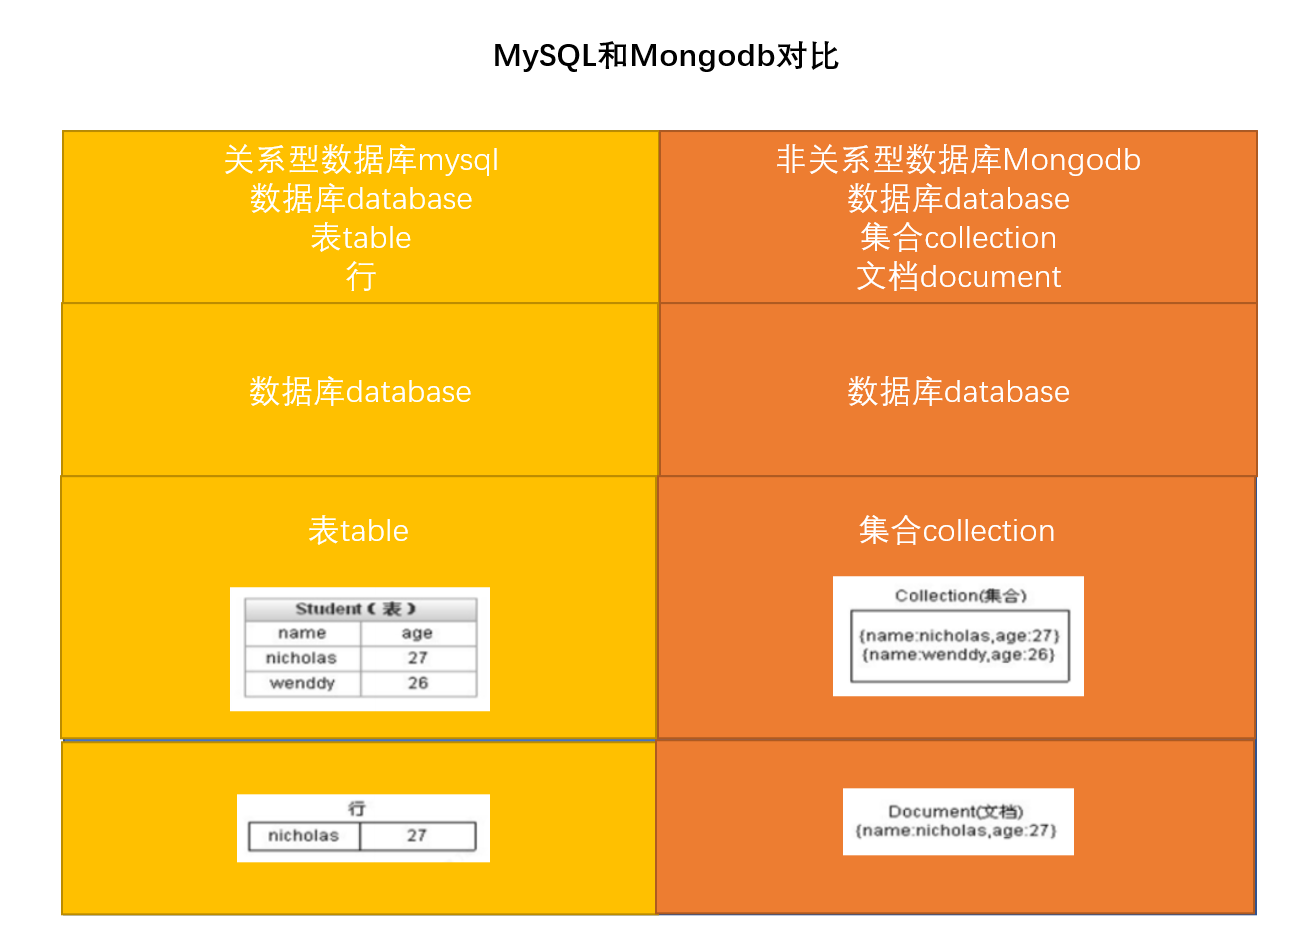 MySQL和Mongodb对比
关系型数据库mysql
数据库database
表table
行
非关系型数据库Mongodb
数据库database
集合collection
文档document
数据库database
数据库database
表table
Student(表)
name age
nicholas 27
wenddy 26
集合collection
Collection(集合)
{name:nicholas,age:27}
{name:wenddy,age:26}
行
nicholas 27
Document(文档)
{name:nicholas,age:27}